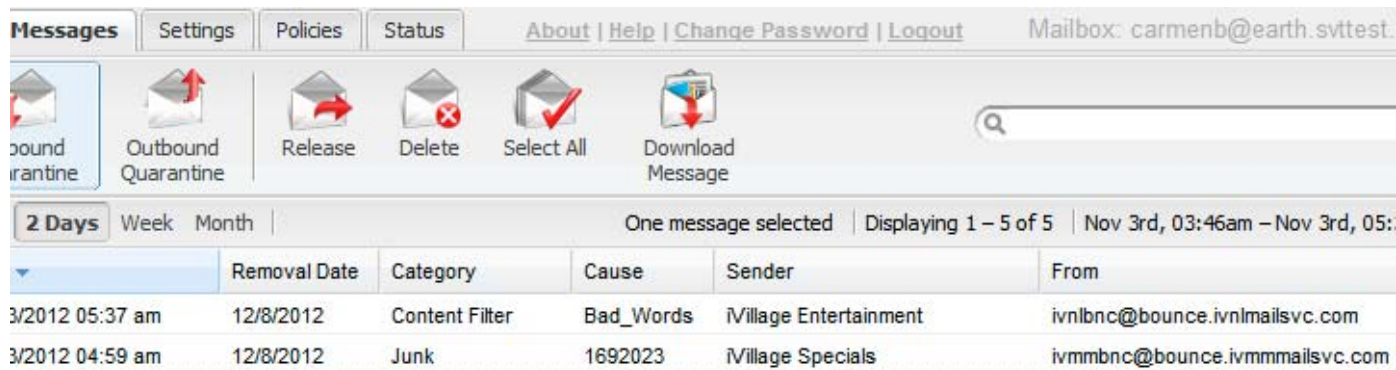 Messages Settings Policies Status About | Help | Change Password | Logout Mailbox: carmenb@earth.svttest.
bound Outbound Release Delete Select All Download
rantine Quarantine Message
2 Days Week Month One message selected Displaying 1 – 5 of 5 Nov 3rd, 03:46am – Nov 3rd, 05:
Removal Date Category Cause Sender From
3/2012 05:37 am 12/8/2012 Content Filter Bad_Words iVillage Entertainment ivnlbnc@bounce.ivnlmailsvc.com
3/2012 04:59 am 12/8/2012 Junk 1692023 iVillage Specials ivmmbnc@bounce.ivmmmailsvc.com